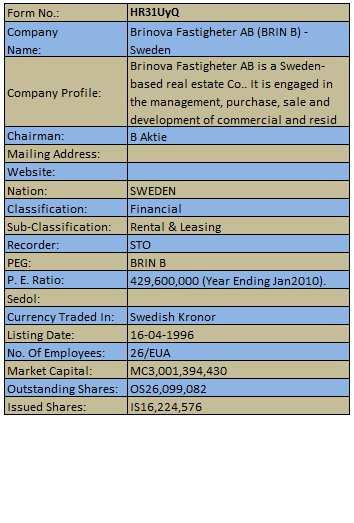 Form No.: HR31UyQ
Company Name: Brinova Fastigheter AB (BRIN B) - Sweden
Company Profile: Brinova Fastigheter AB is a Sweden-
based real estate Co.. It is engaged in
the management, purchase, sale and
development of commercial and resid
Chairman: B Aktie
Mailing Address:
Website:
Nation: SWEDEN
Classification: Financial
Sub-Classification: Rental & Leasing
Recorder: STO
PEG: BRIN B
P. E. Ratio: 429,600,000 (Year Ending Jan2010).
Sedol:
Currency Traded In: Swedish Kronor
Listing Date: 16-04-1996
No. Of Employees: 26/EUA
Market Capital: MC3,001,394,430
Outstanding Shares: OS26,099,082
Issued Shares: IS16,224,576